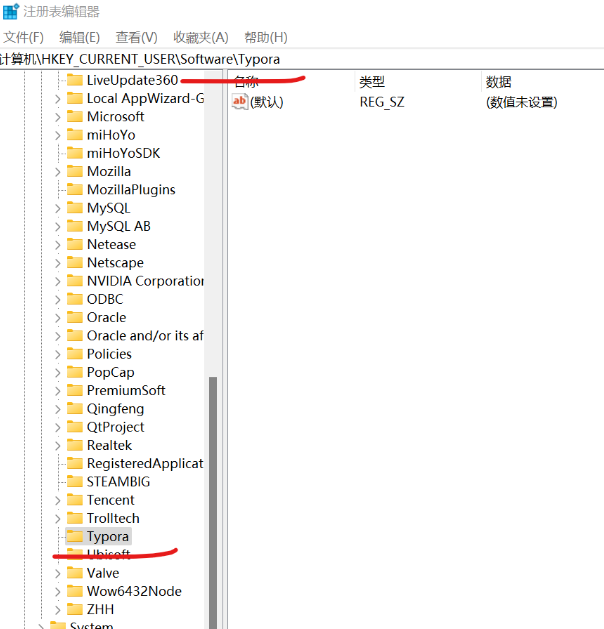 注册表编辑器
文件(F) 编辑(E) 查看(V) 收藏夹(A) 帮助(H)
计算机\HKEY_CURRENT_USER\Software\Typora
名称 类型 数据
ab (默认) REG_SZ (数值未设置)
LiveUpdate360
Local AppWizard-G
Microsoft
miHoYo
miHoYoSDK
Mozilla
MozillaPlugins
MySQL
MySQL AB
Netease
Netscape
NVIDIA Corporation
ODBC
Oracle
Oracle and/or its af
Policies
PopCap
PremiumSoft
Qingfeng
QtProject
Realtek
RegisteredApplicat
STEAMBIG
Tencent
Trolltech
Typora
Ubisoft
Valve
Wow6432Node
ZHH
System